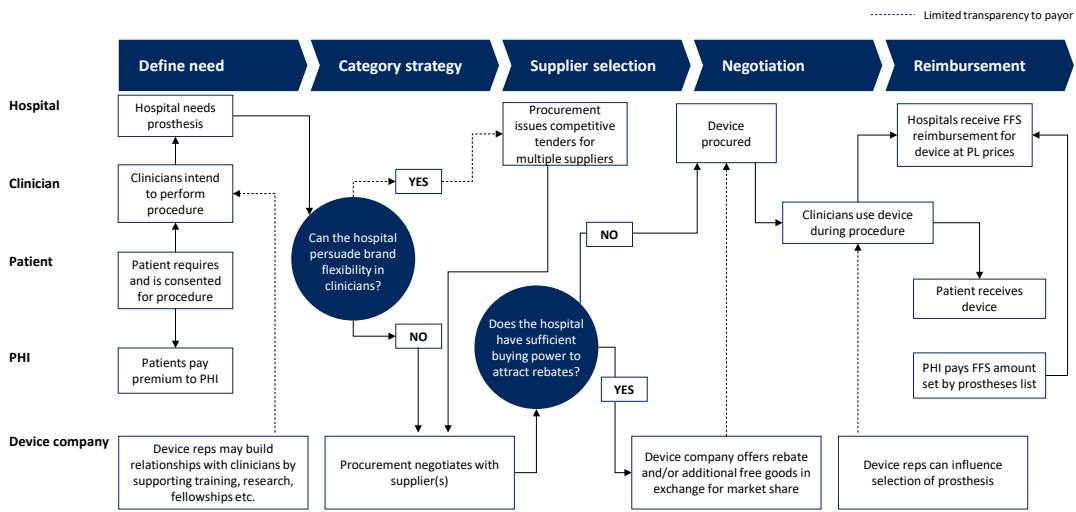 Limited transparency to payor
Define need
Category strategy
Supplier selection
Negotiation
Reimbursement
Hospital
Hospital needs
prosthesis
Procurement
issues competitive
tenders for
multiple suppliers
Device
procured
Hospitals receive FFS
reimbursement for
device at PL prices
Clinician
Clinicians intend
to perform
procedure
YES
Can the hospital
persuade brand
flexibility in
clinicians?
NO
Clinicians use device
during procedure
Patient
Patient requires
and is consented
for procedure
Patient receives
device
Does the hospital
have sufficient
buying power to
attract rebates?
NO
PHI
Patients pay
premium to PHI
YES
PHI pays FFS amount
set by prostheses list
Device company
Device reps may build
relationships with clinicians by
supporting training, research,
fellowships etc.
Procurement negotiates with
supplier(s)
Device company offers rebate
and/or additional free goods in
exchange for market share
Device reps can influence
selection of prosthesis